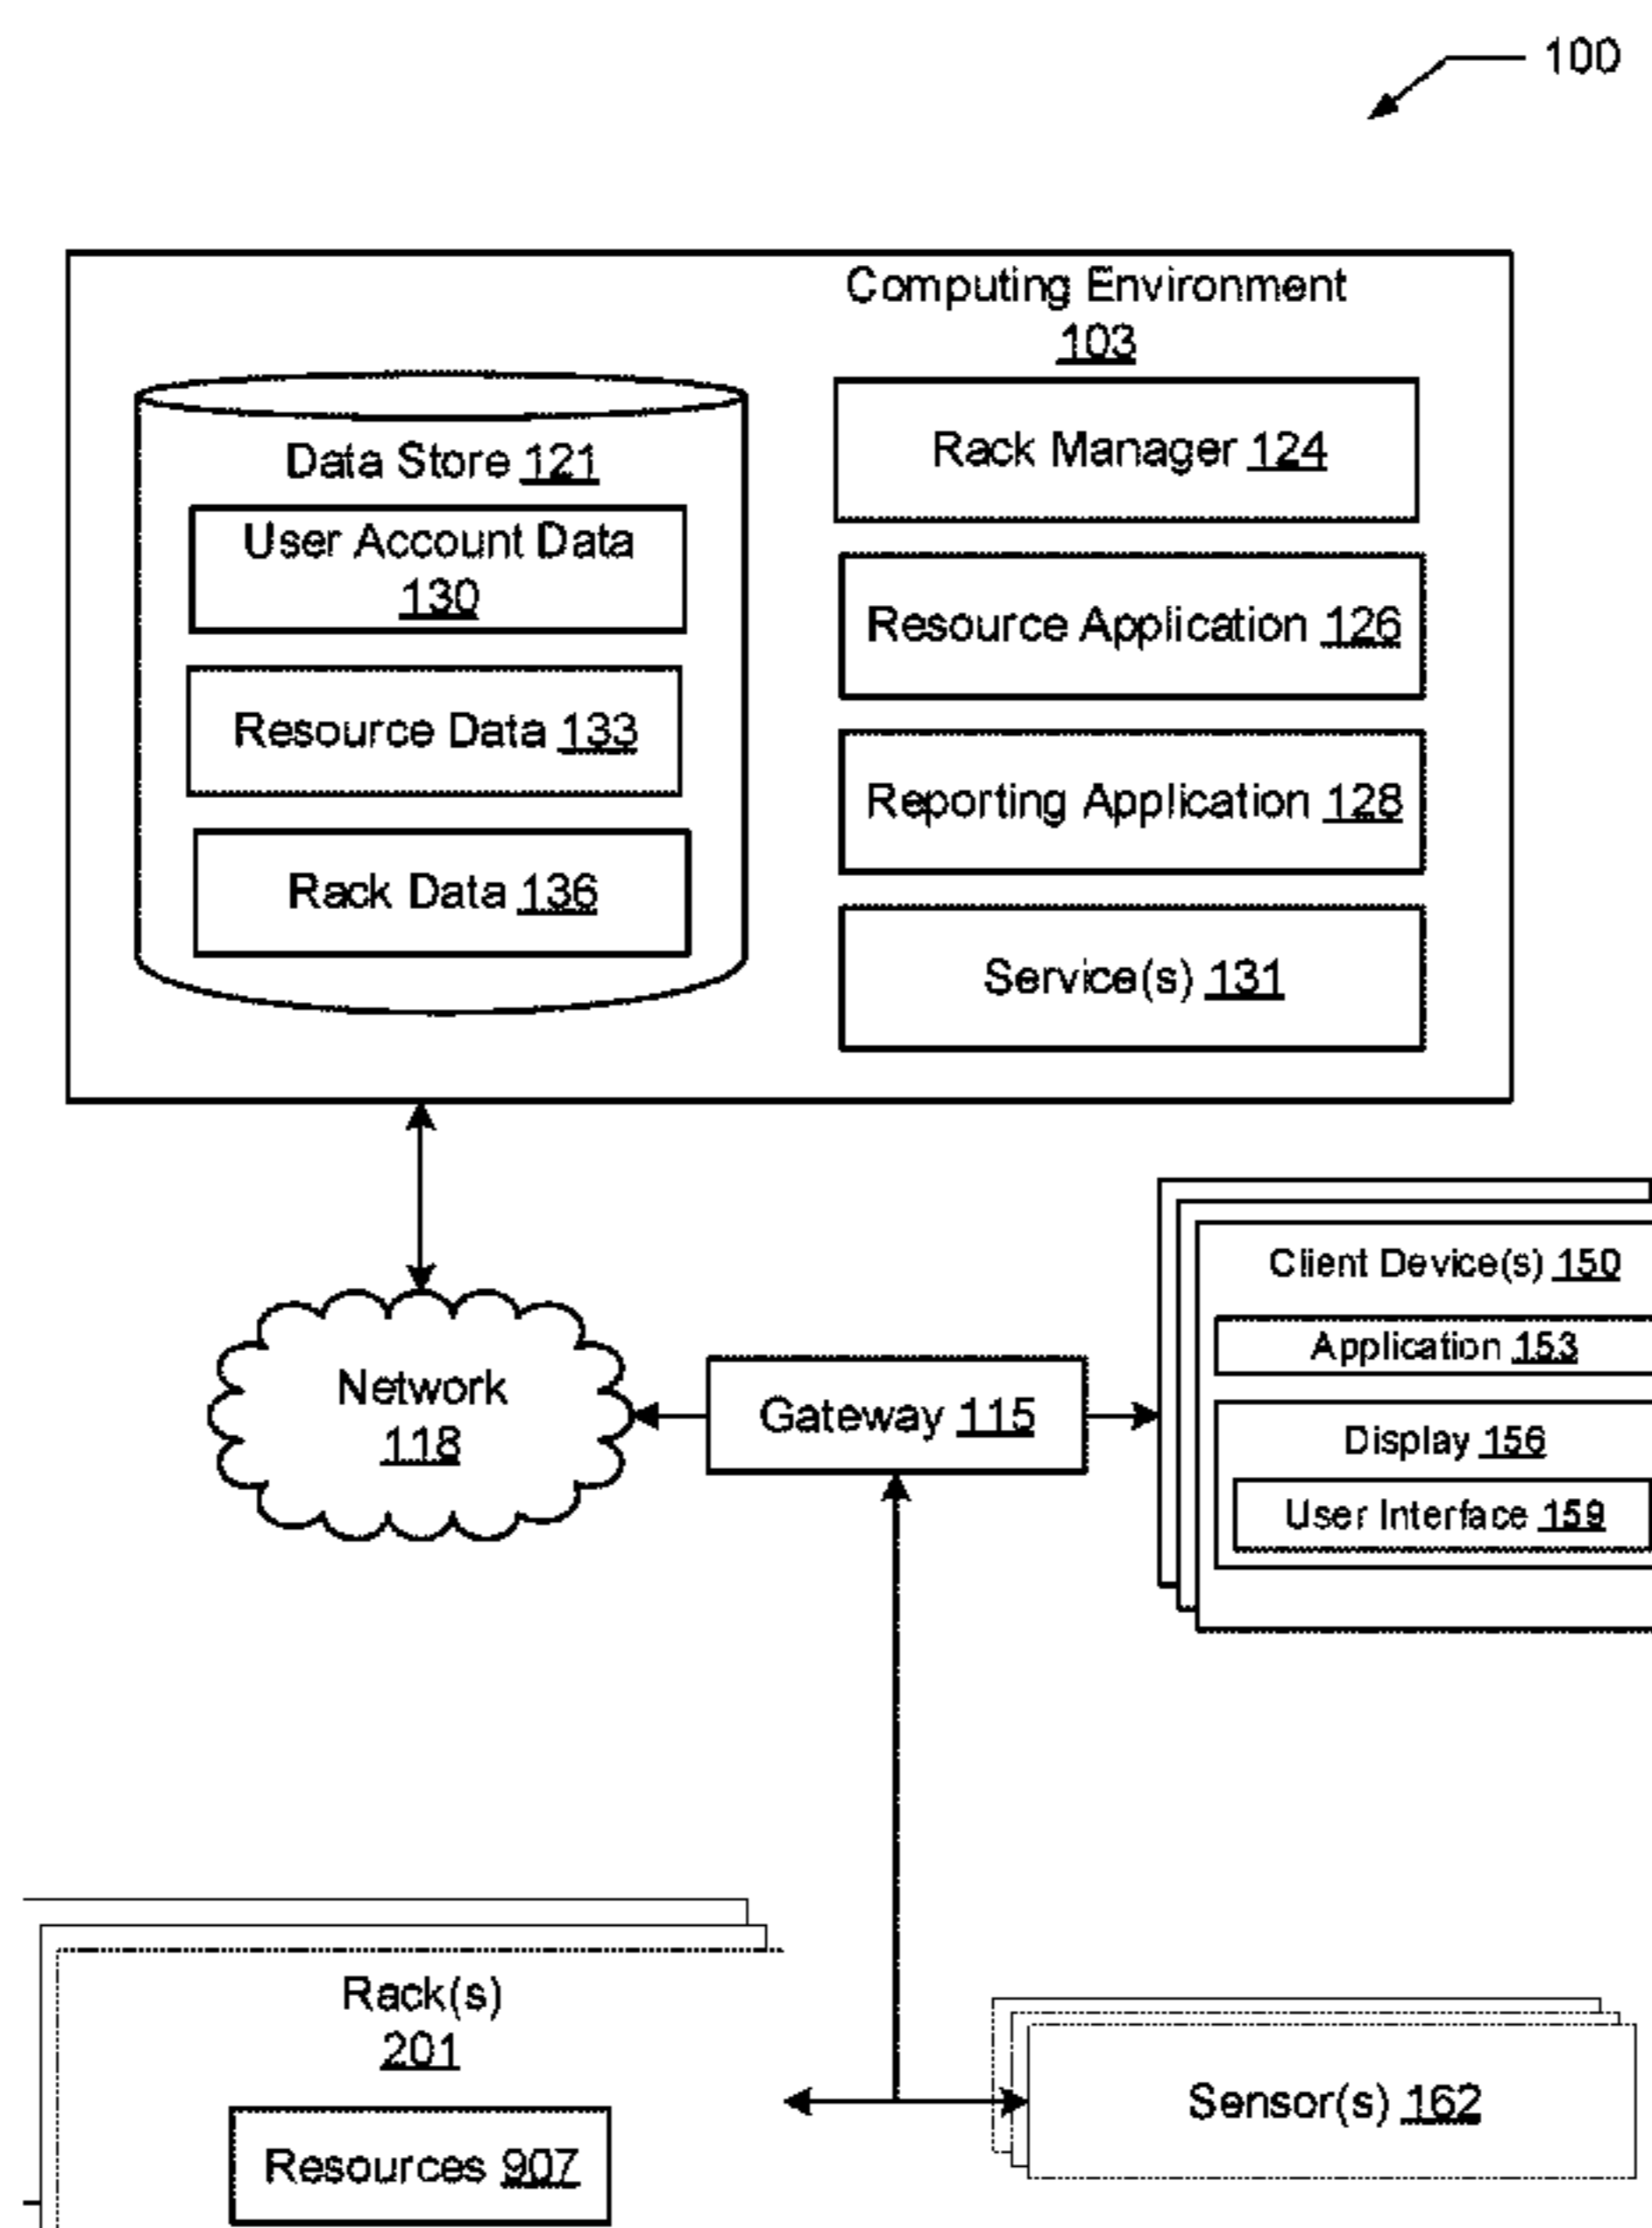 100
Computing Environment
103
Data Store 121
User Account Data
130
Resource Data 133
Rack Data 136
Rack Manager 124
Resource Application 126
Reporting Application 128
Service(s) 131
Client Device(s) 150
Application 153
Display 156
User Interface 159
Network
118
Gateway 115
Rack(s)
201
Resources 907
Sensor(s) 162